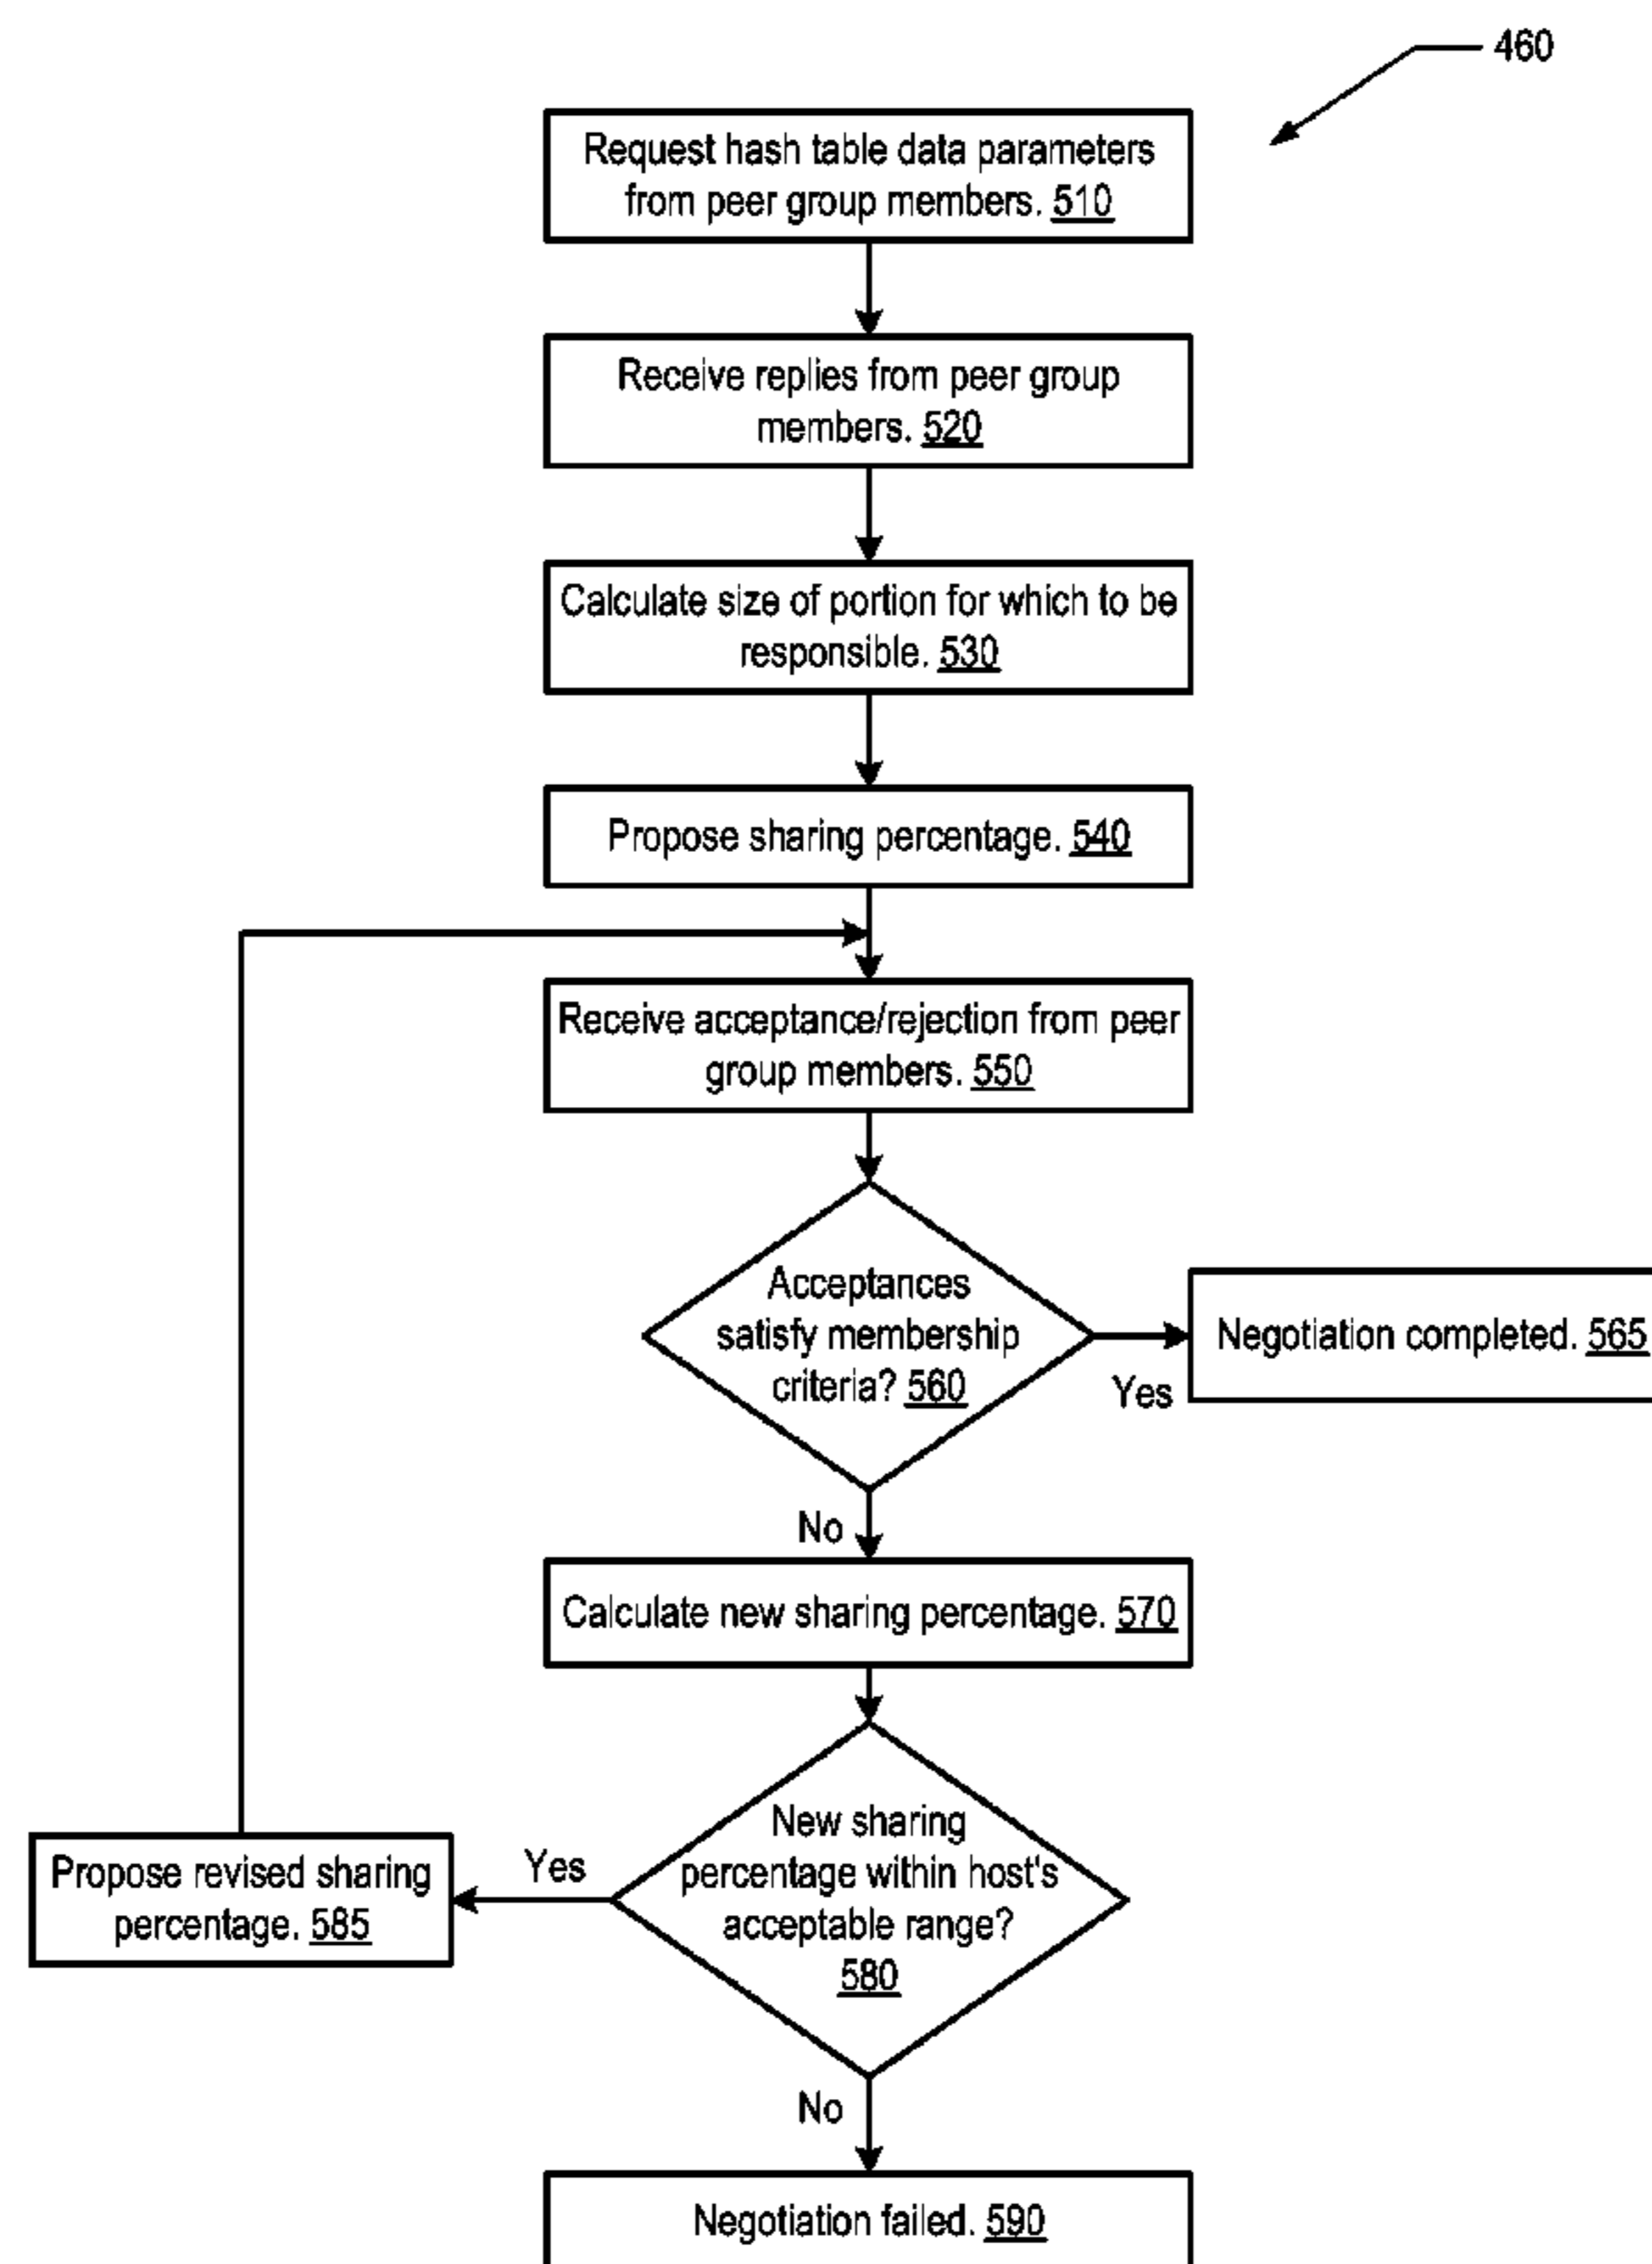 460
Request hash table data parameters
from peer group members. 510
Receive replies from peer group
members. 520
Calculate size of portion for which to be
responsible. 530
Propose sharing percentage. 540
Receive acceptance/rejection from peer
group members. 550
Acceptances
satisfy membership
criteria? 560
Yes
Negotiation completed. 565
No
Calculate new sharing percentage. 570
New sharing
percentage within host's
acceptable range?
580
Yes
Propose revised sharing
percentage. 585
No
Negotiation failed. 590